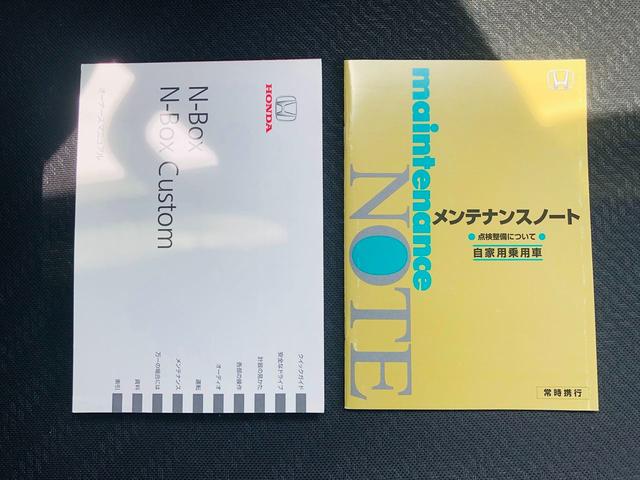 HONDA
N-Box
N-Box Custom
オーナーズマニュアル
クイックガイド
安全なドライブ
計器の見かた
各部の操作
オーディオ
運転
メンテナンス
万一の場合には
資料
索引
maintenance
NOTE
メンテナンスノート
●点検整備について●
自家用乗用車
常時携行